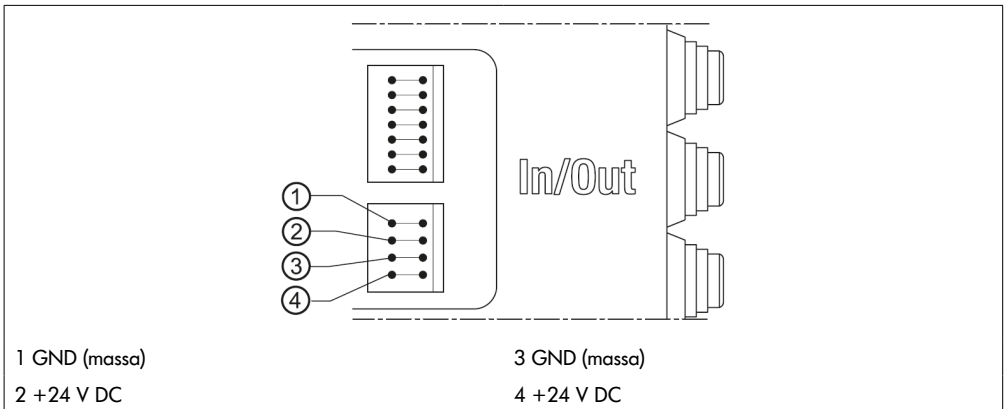 In/Out
1
2
3
4
1 GND (massa)
3 GND (massa)
2 +24 V DC
4 +24 V DC